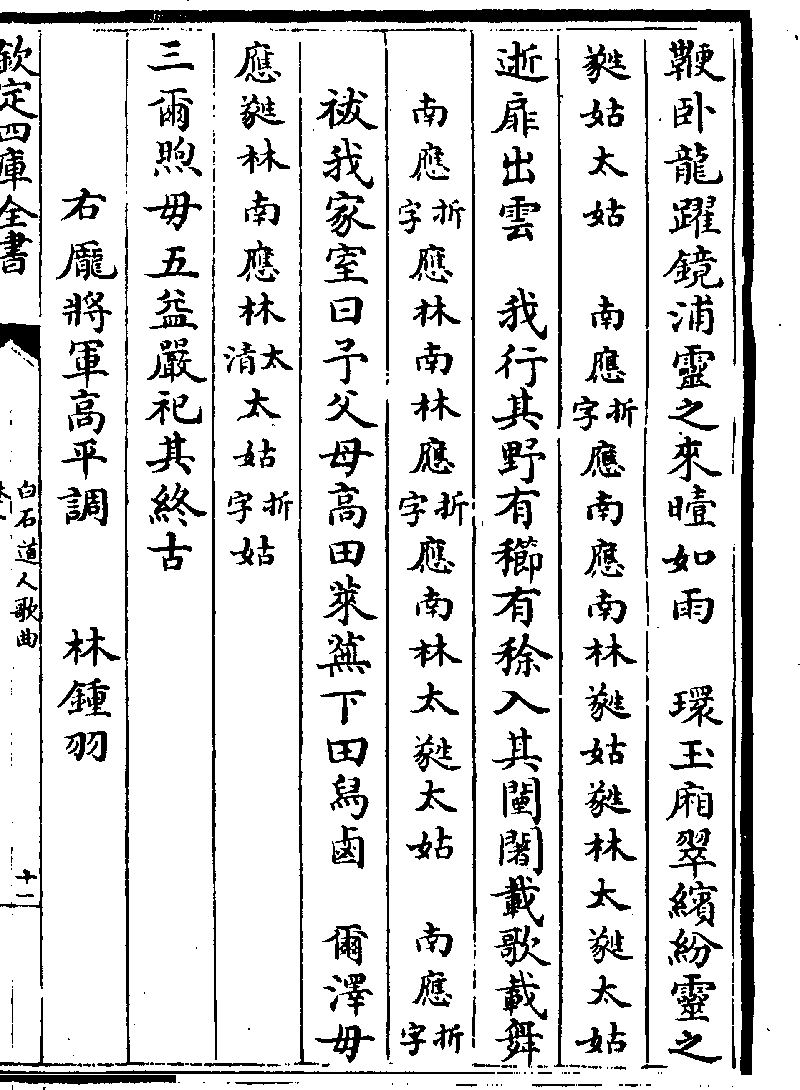 鞭卧龍躍鏡浦靈之來曀如雨　環玉廂翠繽紛靈之
蕤姑太姑　南應折字應南應南林蕤姑蕤林太蕤太姑
逝扉出雲　我行其野有櫛有稌入其闉闍載歌載舞
南應折字應林南林應折字應南林太蕤太姑　南應折字
祓我家室曰予父母高田萊蕪下田舄鹵　爾澤毋
應蕤林南應林太清太姑折字姑
三爾煦毋五益嚴祀其終古
右龐將軍高平調　林鍾羽
欽定四庫全書
白石道人歌曲
十一